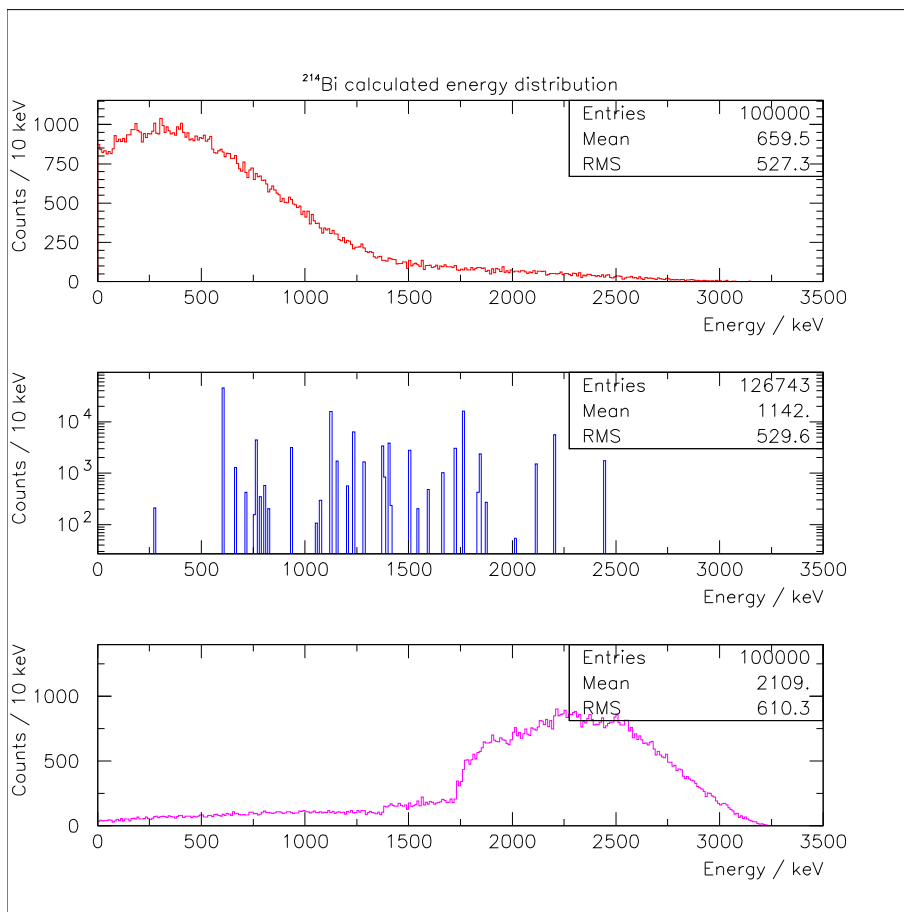 ²¹⁴Bi calculated energy distribution
Counts / 10 keV
1000
750
500
250
0
Entries 100000
Mean 659.5
RMS 527.3
0 500 1000 1500 2000 2500 3000 3500
Energy / keV
Counts / 10 keV
10⁴
10³
10²
Entries 126743
Mean 1142.
RMS 529.6
0 500 1000 1500 2000 2500 3000 3500
Energy / keV
Counts / 10 keV
1000
500
0
Entries 100000
Mean 2109.
RMS 610.3
0 500 1000 1500 2000 2500 3000 3500
Energy / keV